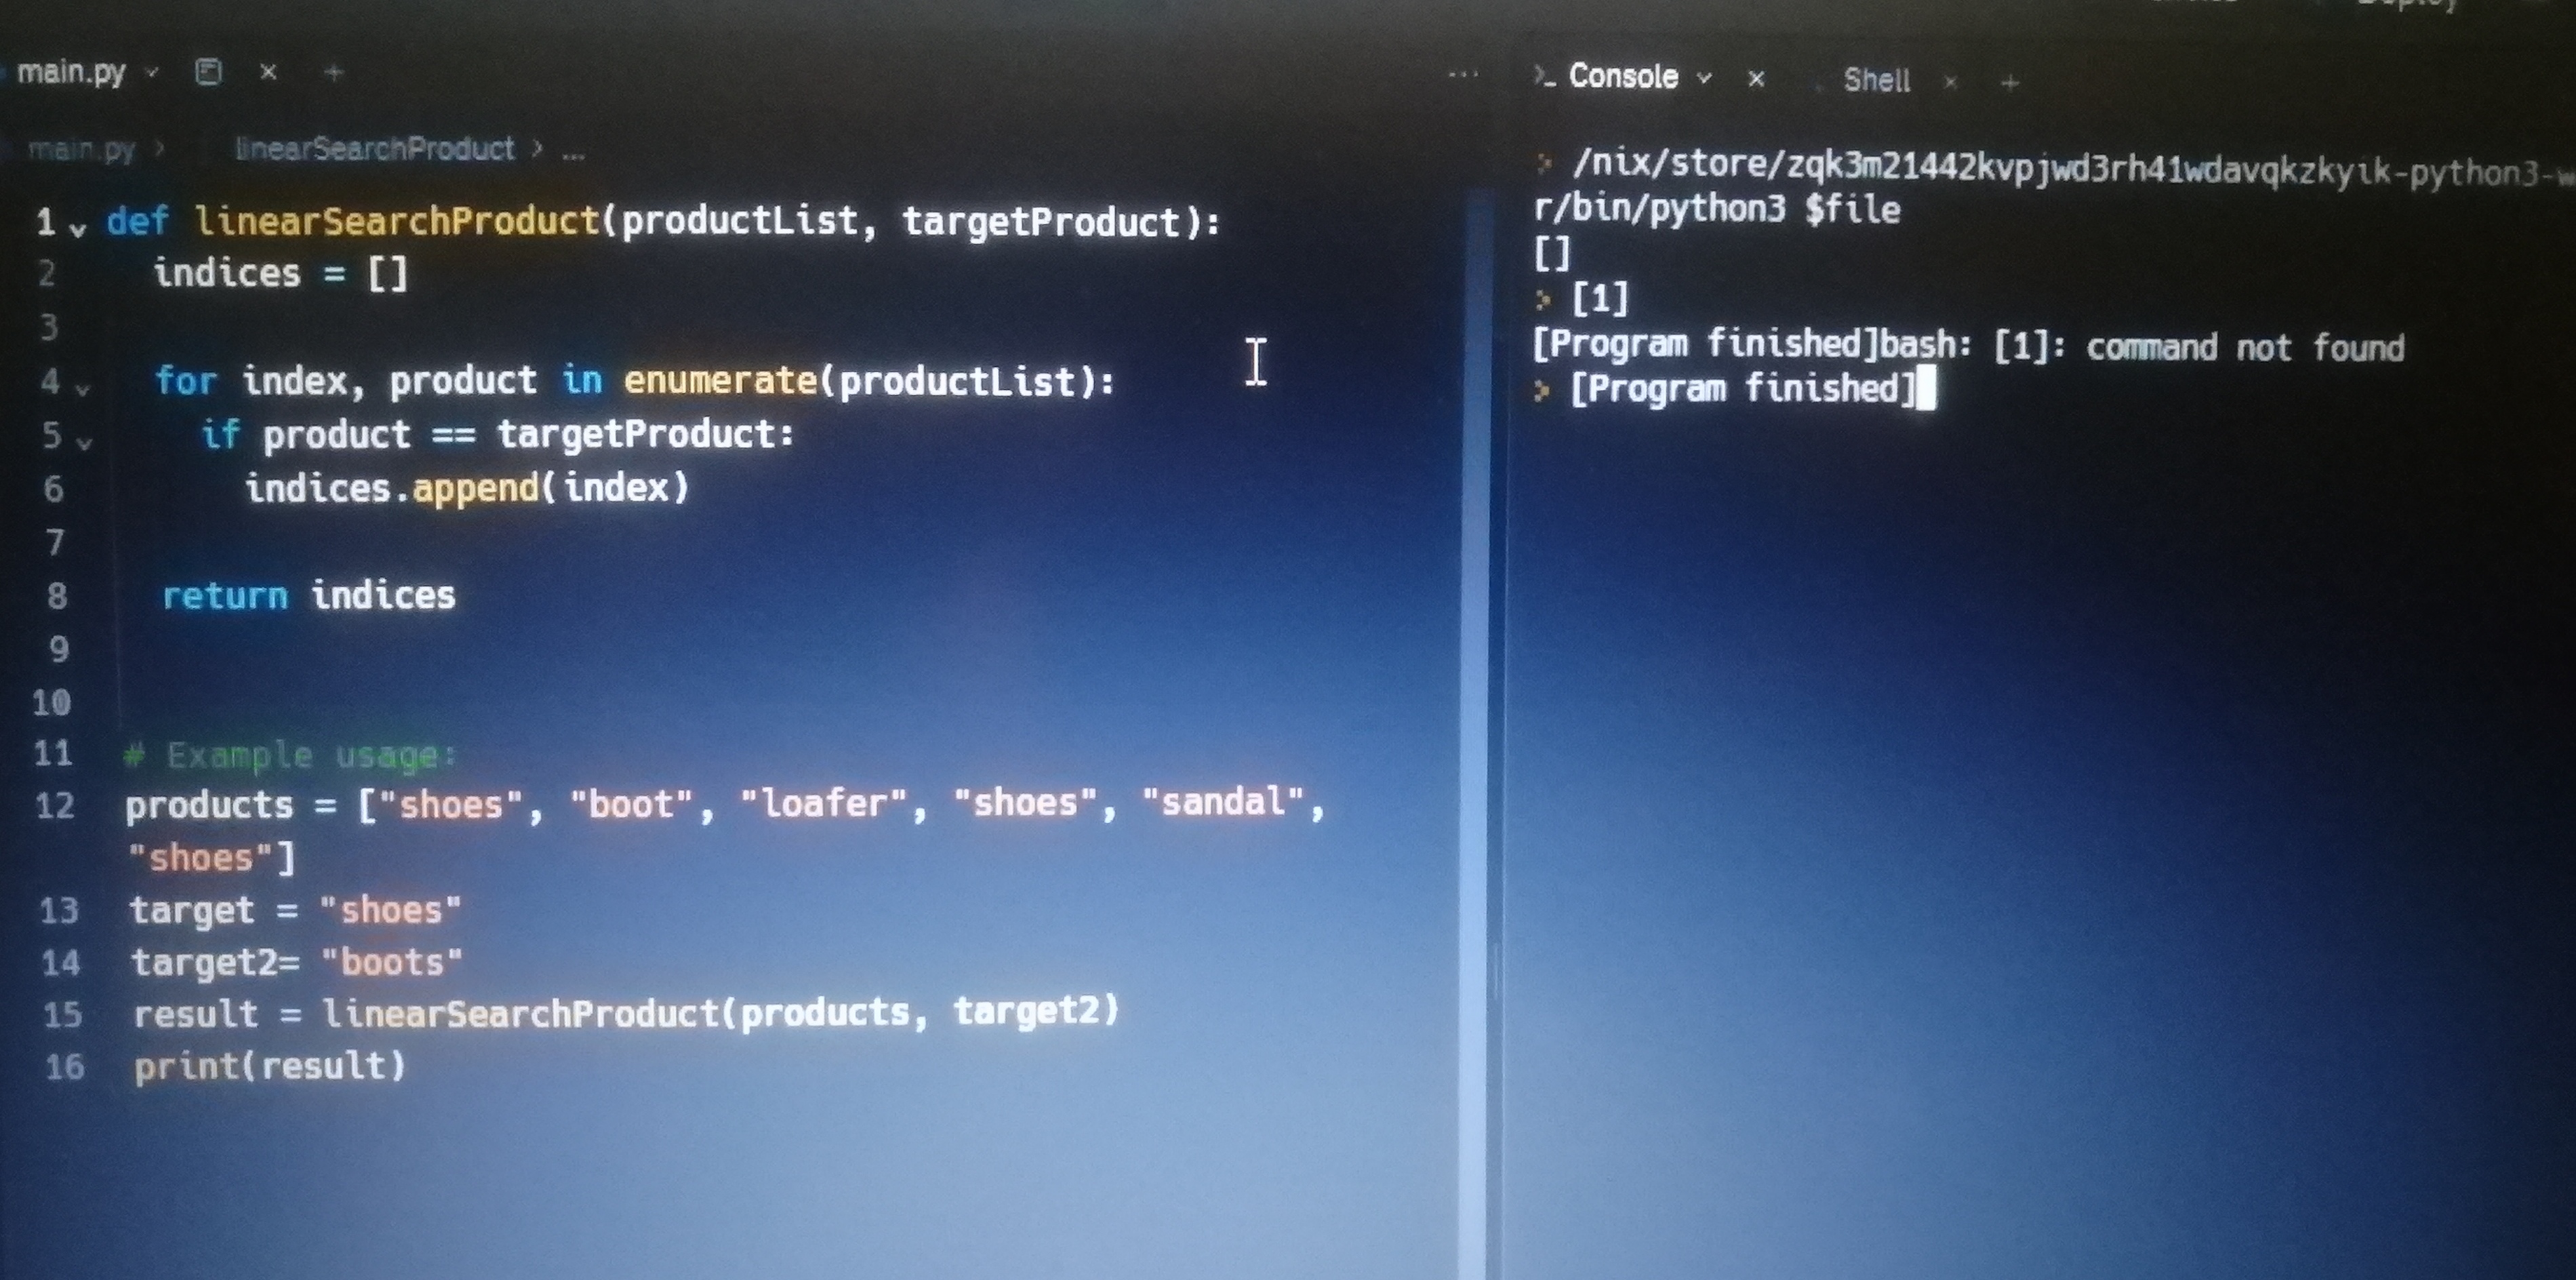 Deploy
main.py
main.py > linearSearchProduct > ...
1 def linearSearchProduct(productList, targetProduct):
2 indices = []
3
4 for index, product in enumerate(productList):
5 if product == targetProduct:
6 indices.append(index)
7
8 return indices
9
10
11 # Example usage:
12 products = ["shoes", "boot", "loafer", "shoes", "sandal",
"shoes"]
13 target = "shoes"
14 target2= "boots"
15 result = linearSearchProduct(products, target2)
16 print(result)
Console Shell
/nix/store/zqk3m21442kvpjwd3rh41wdavqkzkyik-python3-w
r/bin/python3 $file
[]
> [1]
[Program finished]bash: [1]: command not found
> [Program finished]